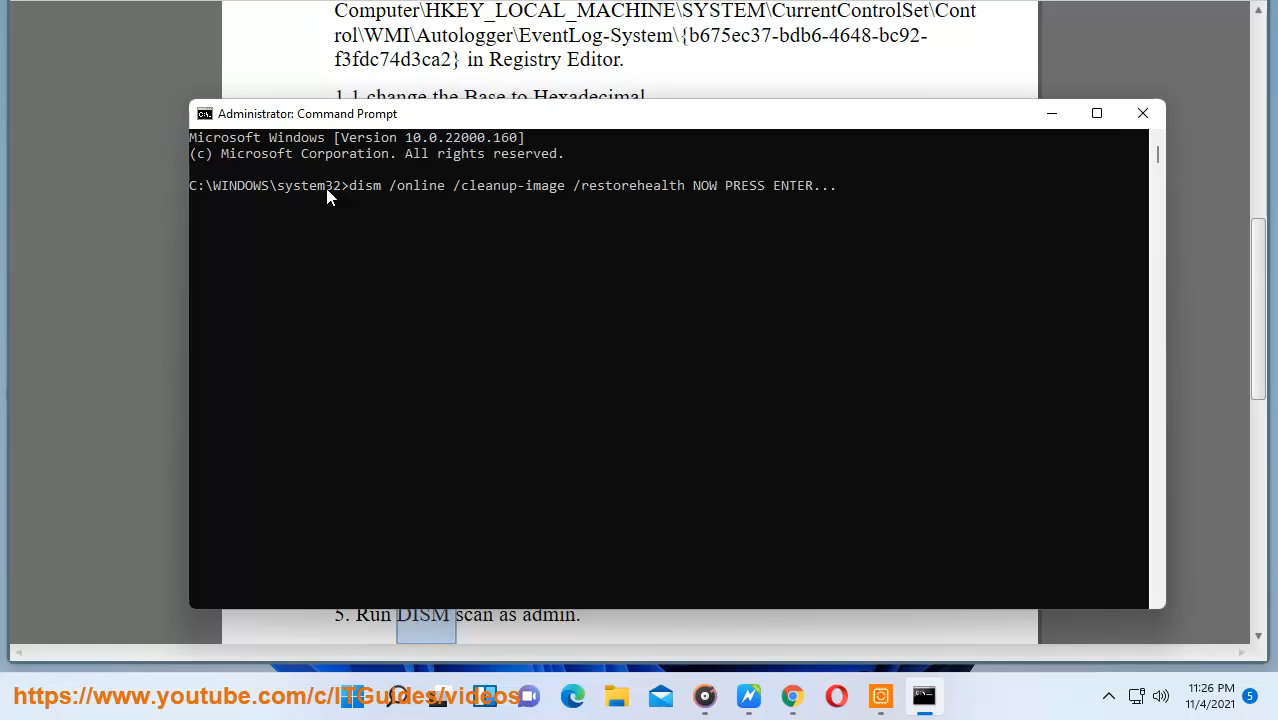 Computer\HKEY_LOCAL_MACHINE\SYSTEM\CurrentControlSet\Cont
rol\WMI\Autologger\EventLog-System\{b675ec37-bdb6-4648-bc92-
f3fdc74d3ca2} in Registry Editor.
1.1 change the Base to Hexadecimal
Administrator: Command Prompt
Microsoft Windows [Version 10.0.22000.160]
(c) Microsoft Corporation. All rights reserved.
C:\WINDOWS\system32>dism /online /cleanup-image /restorehealth NOW PRESS ENTER...
5. Run DISM scan as admin.
https://www.youtube.com/c/ITGuides/videos
11:26 PM
11/4/2021
5